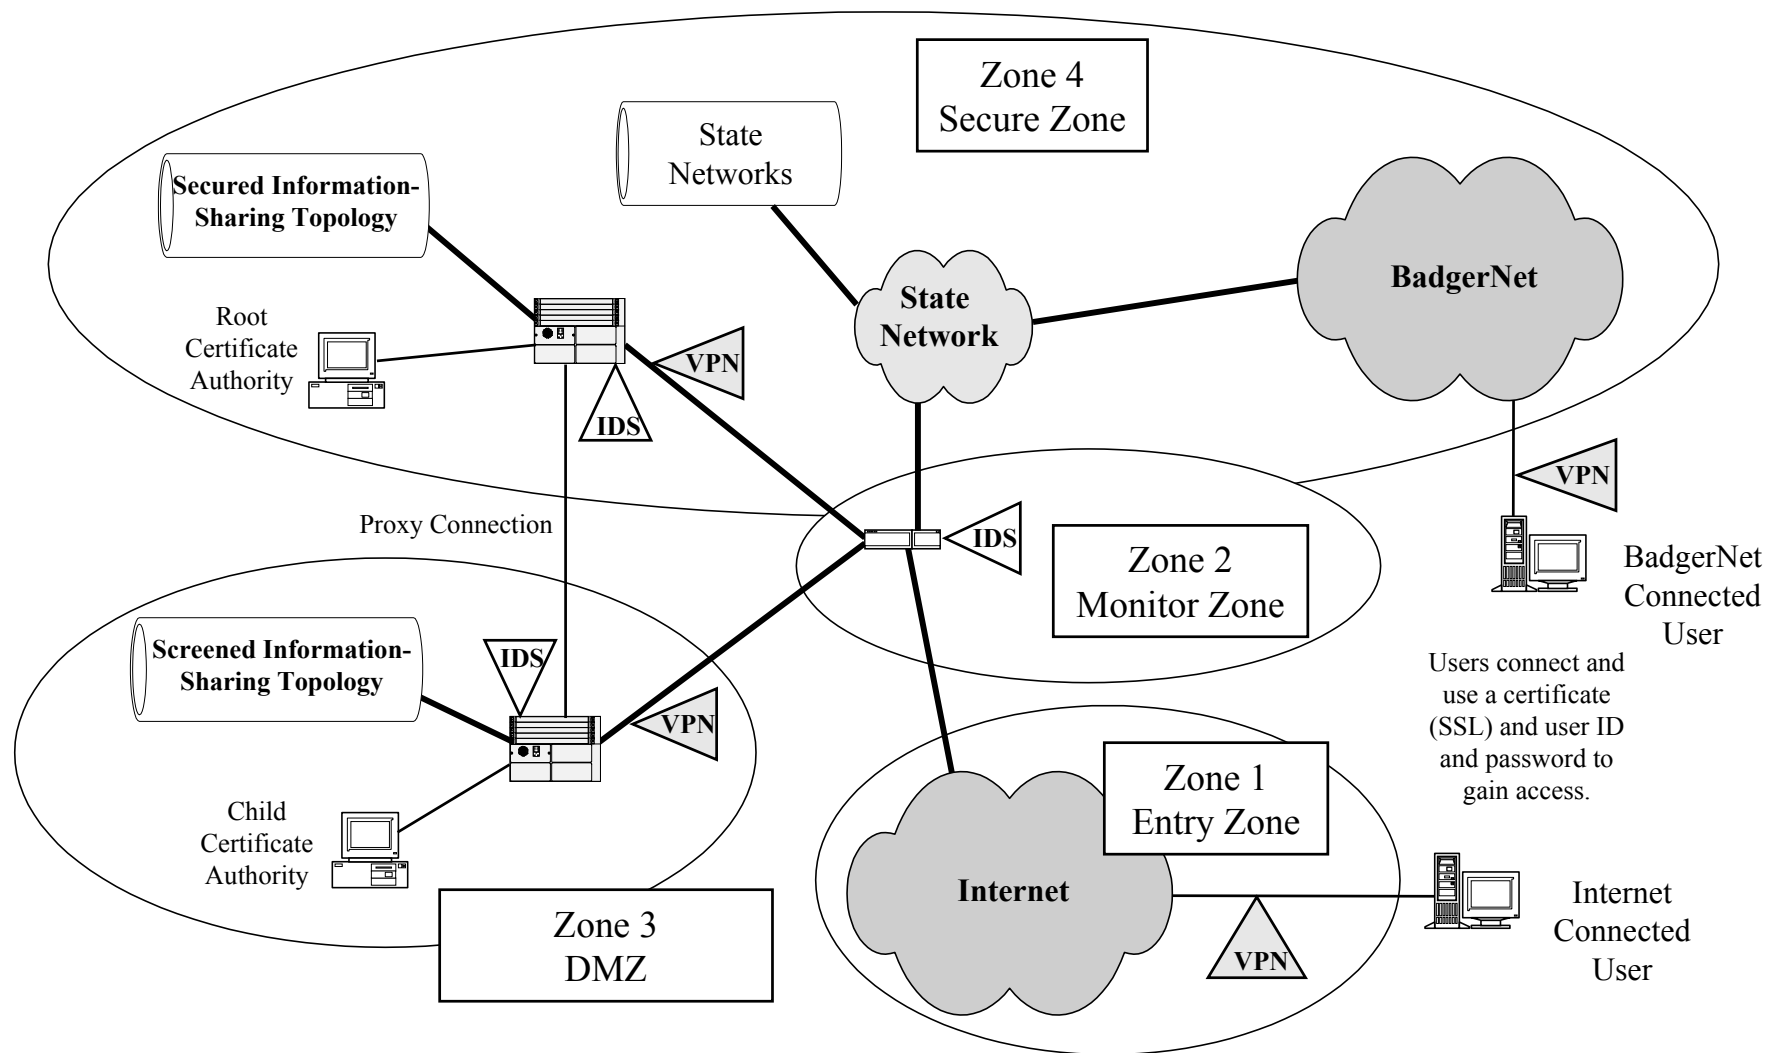 Zone 4
Secure Zone
State
Networks
Secured Information-
Sharing Topology
BadgerNet
State
Network
Root
Certificate
Authority
VPN
IDS
VPN
Proxy Connection
IDS
Zone 2
Monitor Zone
BadgerNet
Connected
User
Screened Information-
Sharing Topology
IDS
VPN
Users connect and
use a certificate
(SSL) and user ID
and password to
gain access.
Zone 1
Entry Zone
Child
Certificate
Authority
Internet
Internet
Connected
User
Zone 3
DMZ
VPN